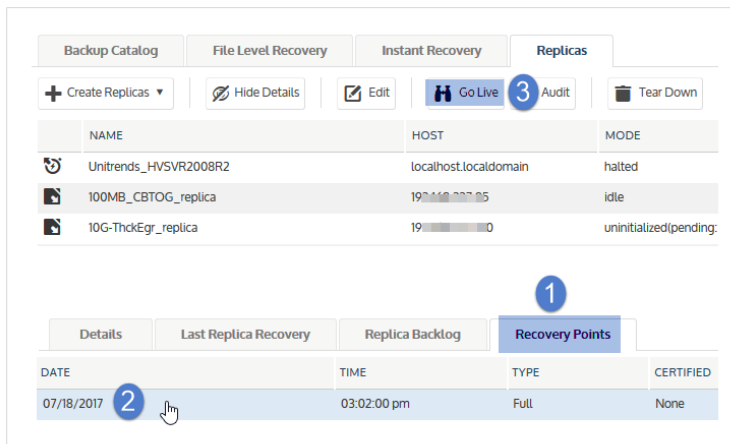 Backup Catalog File Level Recovery Instant Recovery Replicas
Create Replicas Hide Details Edit Go Live 3 Audit Tear Down
NAME HOST MODE
Unitrends_HVSVR2008R2 localhost.localdomain halted
100MB_CBTOG_replica idle
10G-ThckEgr_replica uninitialized(pending:
1
Details Last Replica Recovery Replica Backlog Recovery Points
DATE TIME TYPE CERTIFIED
07/18/2017 2 03:02:00 pm Full None